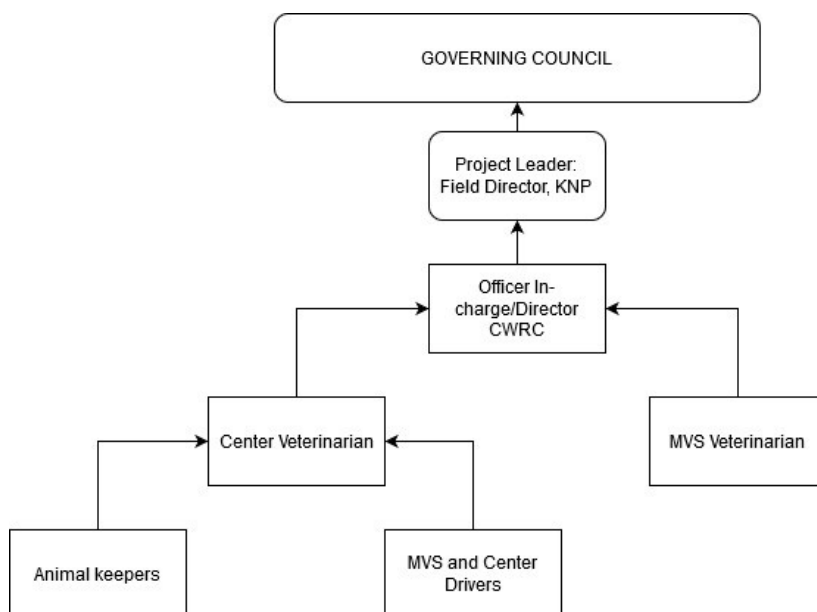 GOVERNING COUNCIL
Project Leader:
Field Director, KNP
Officer In-
charge/Director
CWRC
Center Veterinarian
MVS Veterinarian
Animal keepers
MVS and Center
Drivers